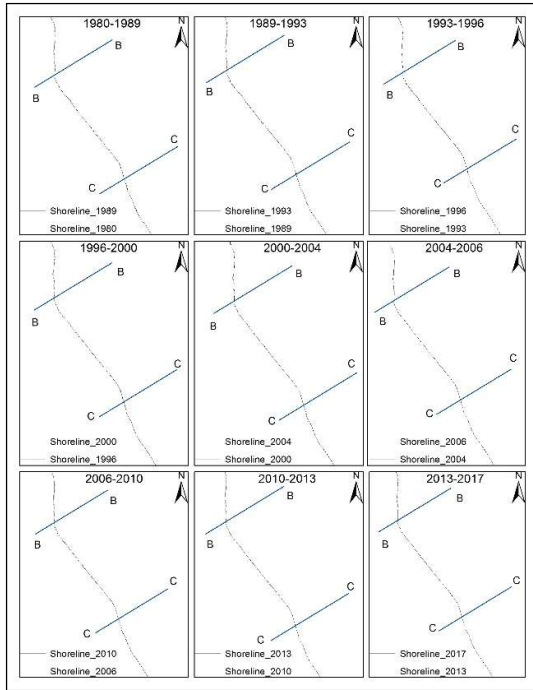 1980-1989
N
B
B
C
C
Shoreline_1989
Shoreline_1980
1989-1993
N
B
B
C
C
Shoreline_1993
Shoreline_1989
1993-1996
N
B
B
C
C
Shoreline_1996
Shoreline_1993
1996-2000
N
B
B
C
C
Shoreline_2000
Shoreline_1996
2000-2004
N
B
B
C
C
Shoreline_2004
Shoreline_2000
2004-2006
N
B
B
C
C
Shoreline_2006
Shoreline_2004
2006-2010
N
B
B
C
C
Shoreline_2010
Shoreline_2006
2010-2013
N
B
B
C
C
Shoreline_2013
Shoreline_2010
2013-2017
N
B
B
C
C
Shoreline_2017
Shoreline_2013